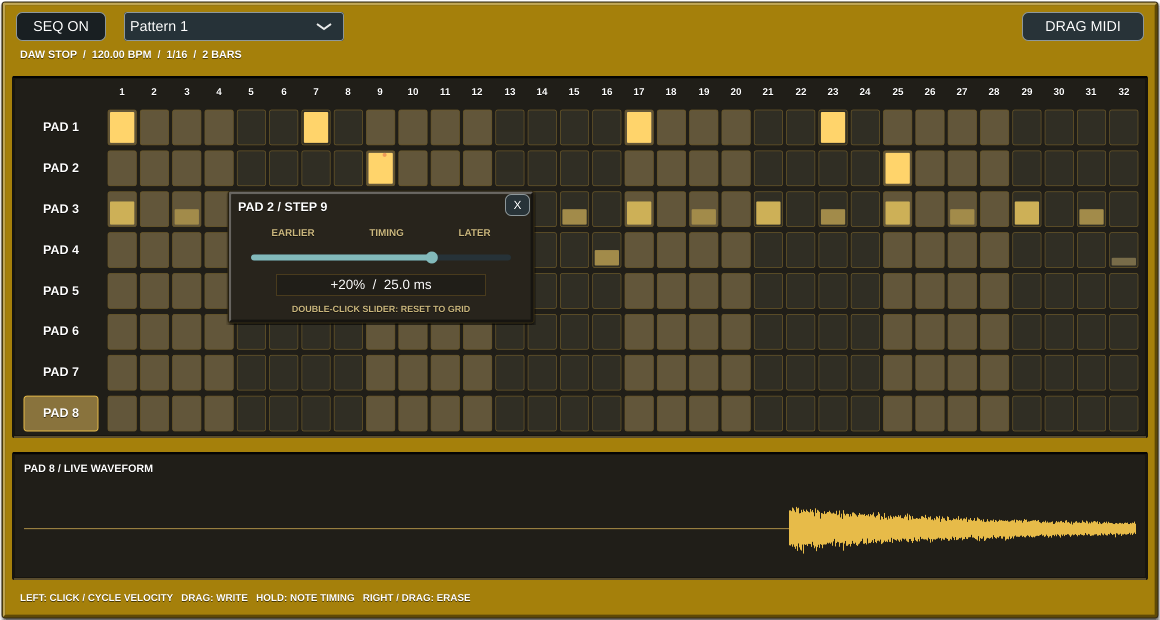 SEQ ON Pattern 1 DRAG MIDI
DAW STOP / 120.00 BPM / 1/16 / 2 BARS
1 2 3 4 5 6 7 8 9 10 11 12 13 14 15 16 17 18 19 20 21 22 23 24 25 26 27 28 29 30 31 32
PAD 1
PAD 2
PAD 3
PAD 4
PAD 5
PAD 6
PAD 7
PAD 8
PAD 2 / STEP 9 X
EARLIER TIMING LATER
+20% / 25.0 ms
DOUBLE-CLICK SLIDER: RESET TO GRID
PAD 8 / LIVE WAVEFORM
LEFT: CLICK / CYCLE VELOCITY DRAG: WRITE HOLD: NOTE TIMING RIGHT / DRAG: ERASE